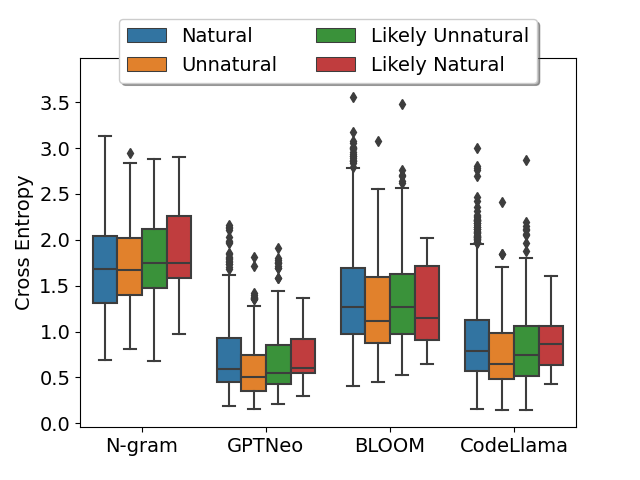 Natural
Unnatural
Likely Unnatural
Likely Natural
Cross Entropy
3.5
3.0
2.5
2.0
1.5
1.0
0.5
0.0
N-gram GPTNeo BLOOM CodeLlama